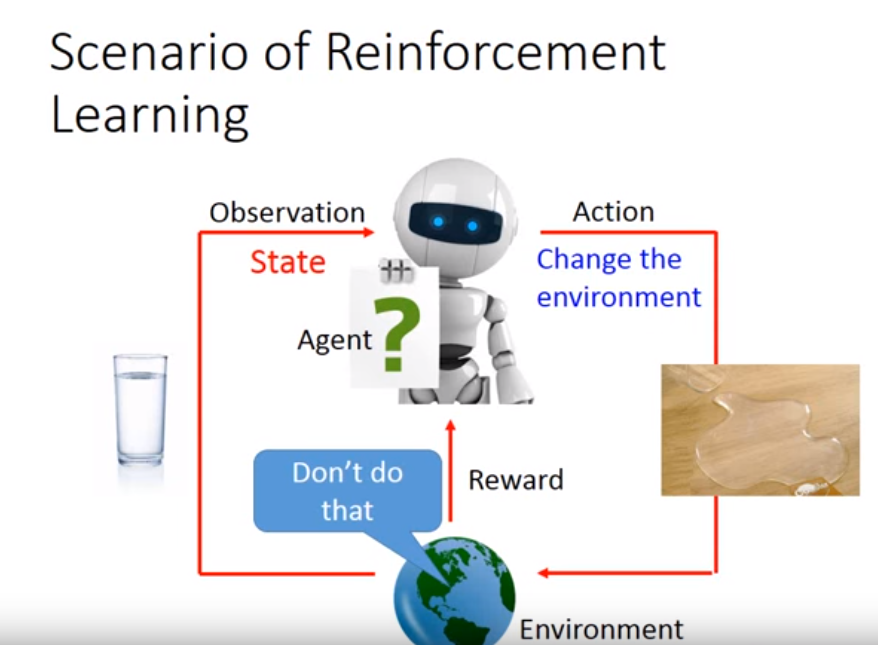 Scenario of Reinforcement
Learning
Observation
Action
State
Change the
environment
Agent
?
Don't do
that
Reward
Environment